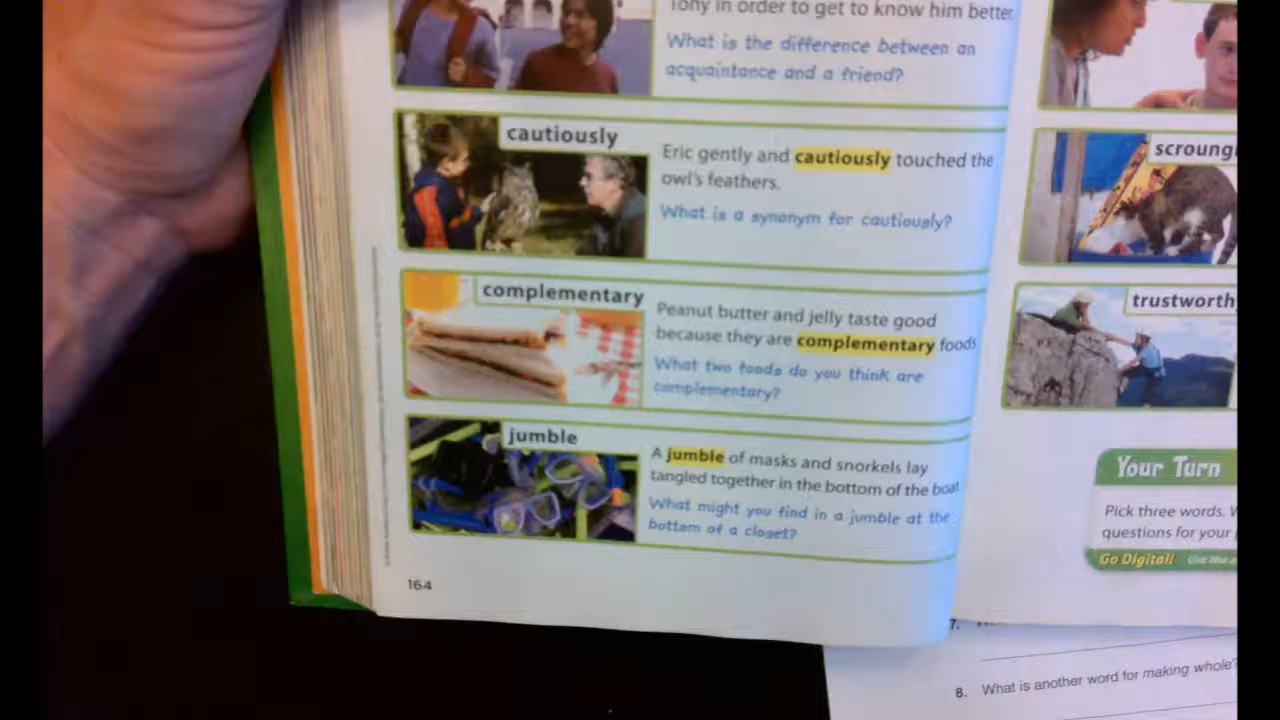 Tony in order to get to know him better.
What is the difference between an
acquaintance and a friend?
cautiously
Eric gently and cautiously touched the
owl's feathers.
What is a synonym for cautiously?
complementary
Peanut butter and jelly taste good
because they are complementary foods
What two foods do you think are
complementary?
jumble
A jumble of masks and snorkels lay
tangled together in the bottom of the boat
What might you find in a jumble at the
bottom of a closet?
164
scroung
trustworth
Your Turn
Pick three words.
questions for your
Go Digital!
7.
8. What is another word for making whole?